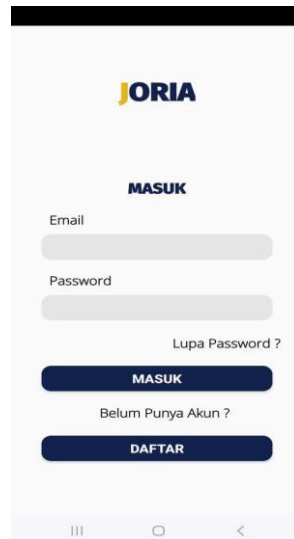 JORIA
MASUK
Email
Password
Lupa Password ?
MASUK
Belum Punya Akun ?
DAFTAR